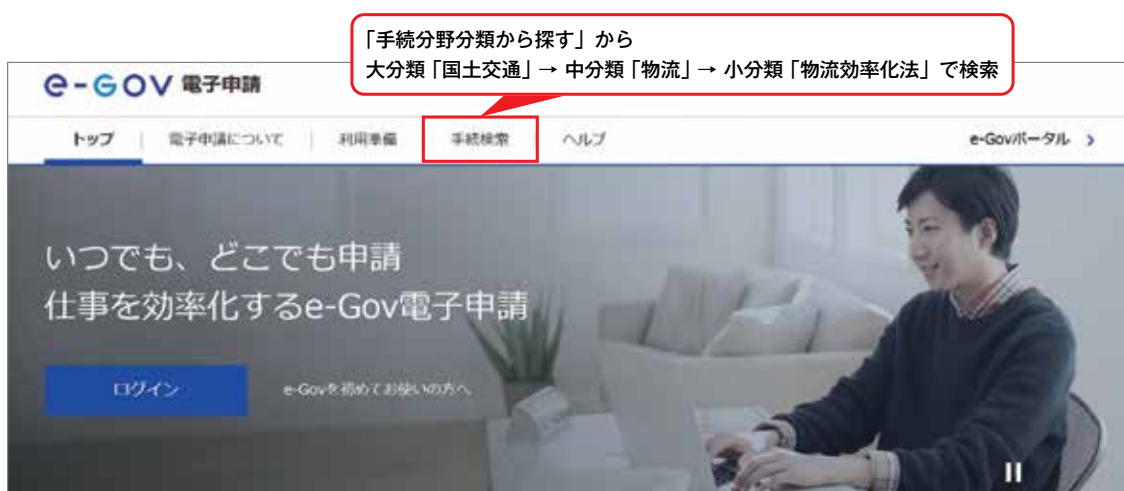 「手続分野分類から探す」から
大分類「国土交通」→ 中分類「物流」→ 小分類「物流効率化法」で検索
e-GOV 電子申請
トップ 電子申請について 利用準備 手続検索 ヘルプ e-Govポータル
いつでも、どこでも申請
仕事を効率化するe-Gov電子申請
ログイン e-Govを初めてお使いの方へ